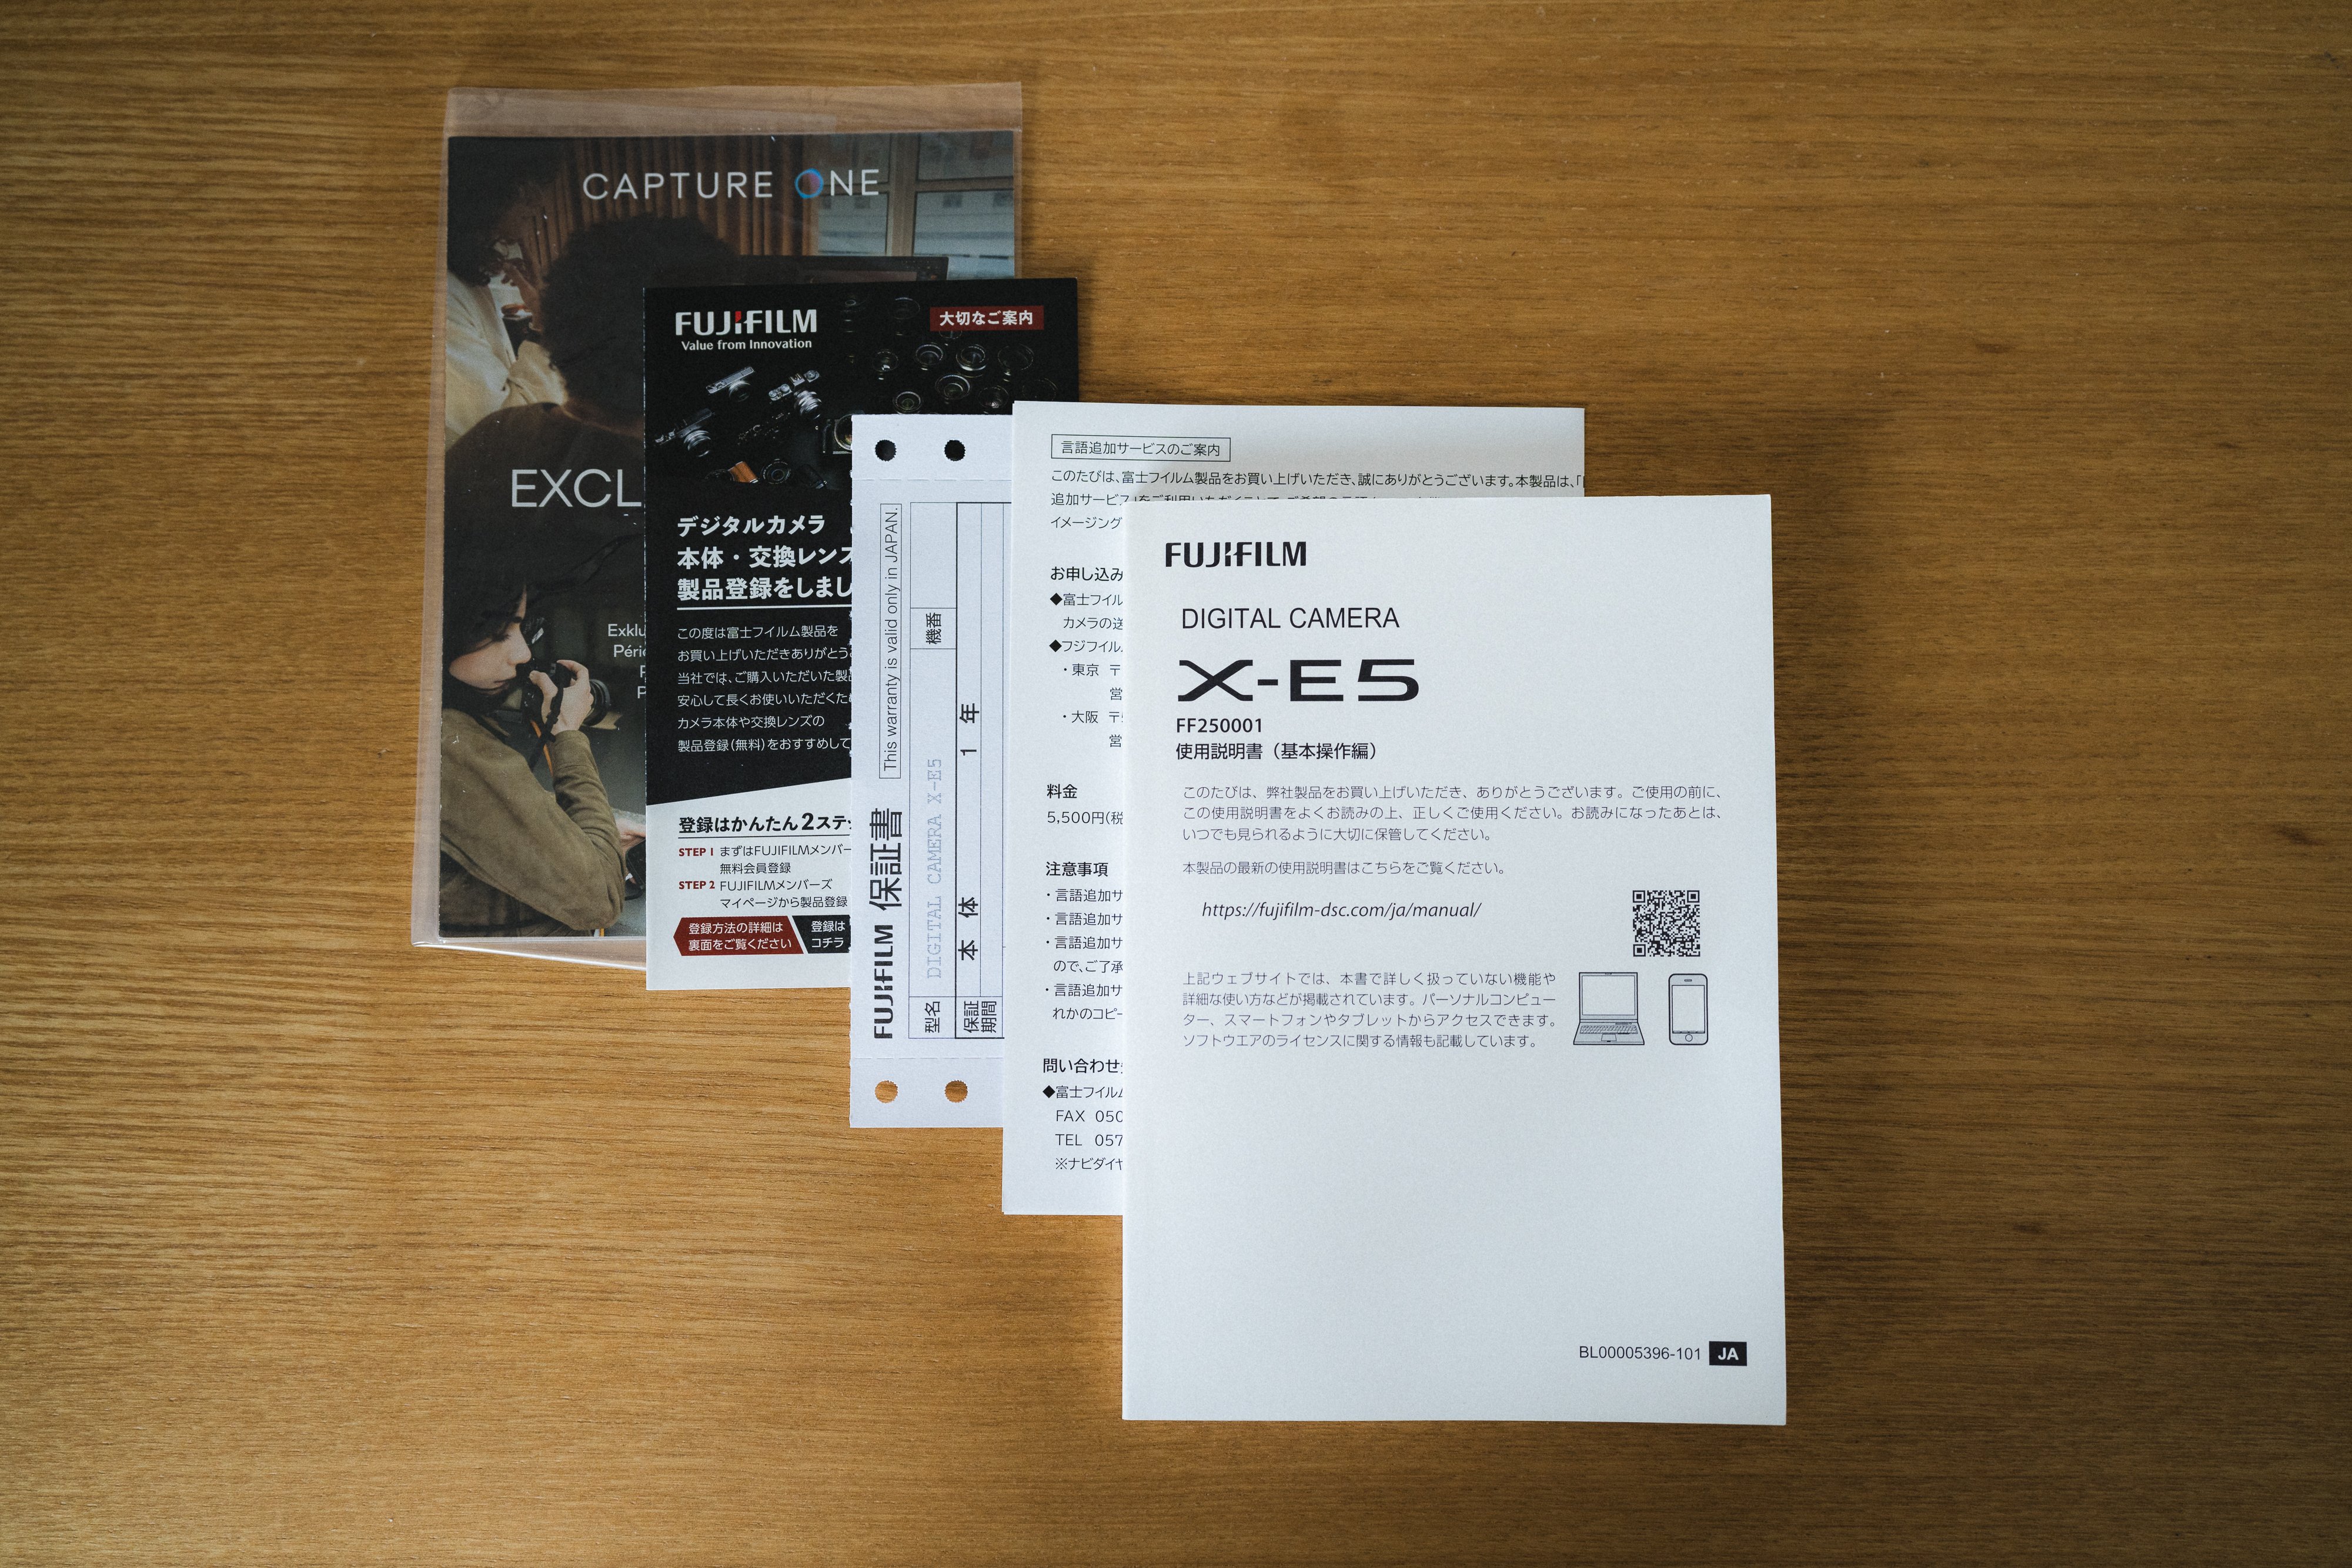 CAPTURE ONE
EXCL
Exklu
Péri
FUJIFILM
Value from Innovation
大切なご案内
デジタルカメラ
本体・交換レンズ
製品登録をしまし
この度は富士フイルム製品を
お買い上げいただきありがとう
当社では、ご購入いただいた製
安心して長くお使いいただくため
カメラ本体や交換レンズの
製品登録(無料)をおすすめして
登録はかんたん2ステッ
STEP 1 まずはFUJIFILMメンバー
無料会員登録
STEP 2 FUJIFILMメンバーズ
マイページから製品登録
登録方法の詳細は
裏面をご覧ください
登録は
コチラ
FUJIFILM 保証書
This warranty is valid only in JAPAN.
型名
DIGITAL CAMERA X-E5
機番
保証期間
本体
1年
言語追加サービスのご案内
このたびは、富士フイルム製品をお買い上げいただき、誠にありがとうございます。本製品は、「
追加サービス」をご利用いただくことで、ご希望の言語
イメージング
お申し込み
◆富士フイル
カメラの送
◆フジフイル
・東京 〒
営
・大阪 〒
営
料金
5,500円(税
注意事項
・言語追加サ
・言語追加サ
・言語追加サ
ので、ご了承
・言語追加サ
れかのコピー
問い合わせ
◆富士フイルム
FAX 050
TEL 057
※ナビダイヤ
FUJIFILM
DIGITAL CAMERA
X-E5
FF250001
使用説明書（基本操作編）
このたびは、弊社製品をお買い上げいただき、ありがとうございます。ご使用の前に、
この使用説明書をよくお読みの上、正しくご使用ください。お読みになったあとは、
いつでも見られるように大切に保管してください。
本製品の最新の使用説明書はこちらをご覧ください。
https://fujifilm-dsc.com/ja/manual/
上記ウェブサイトでは、本書で詳しく扱っていない機能や
詳細な使い方などが掲載されています。パーソナルコンピュー
ター、スマートフォンやタブレットからアクセスできます。
ソフトウエアのライセンスに関する情報も記載しています。
BL00005396-101 JA